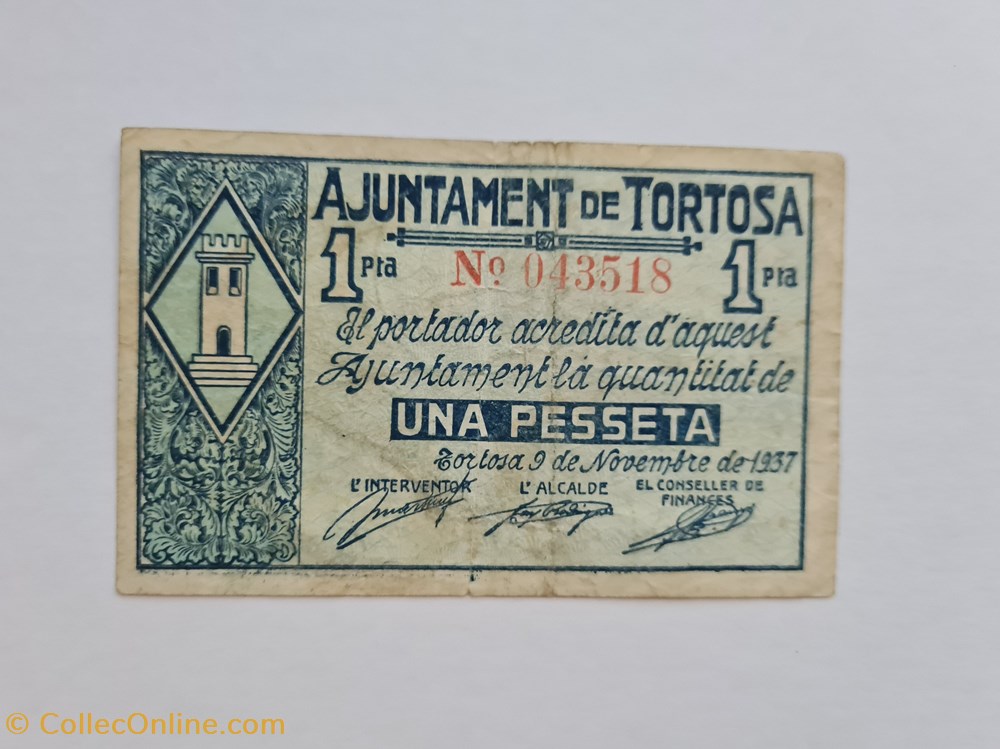 AJUNTAMENT DE TORTOSA
1 Pta Nº 043518 1 Pta
El portador acredita d'aquest
Ajuntament la quantitat de
UNA PESSETA
Tortosa 9 de Novembre de 1937
L'INTERVENTOR L'ALCALDE EL CONSELLER DE
FINANCES
© CollecOnline.com